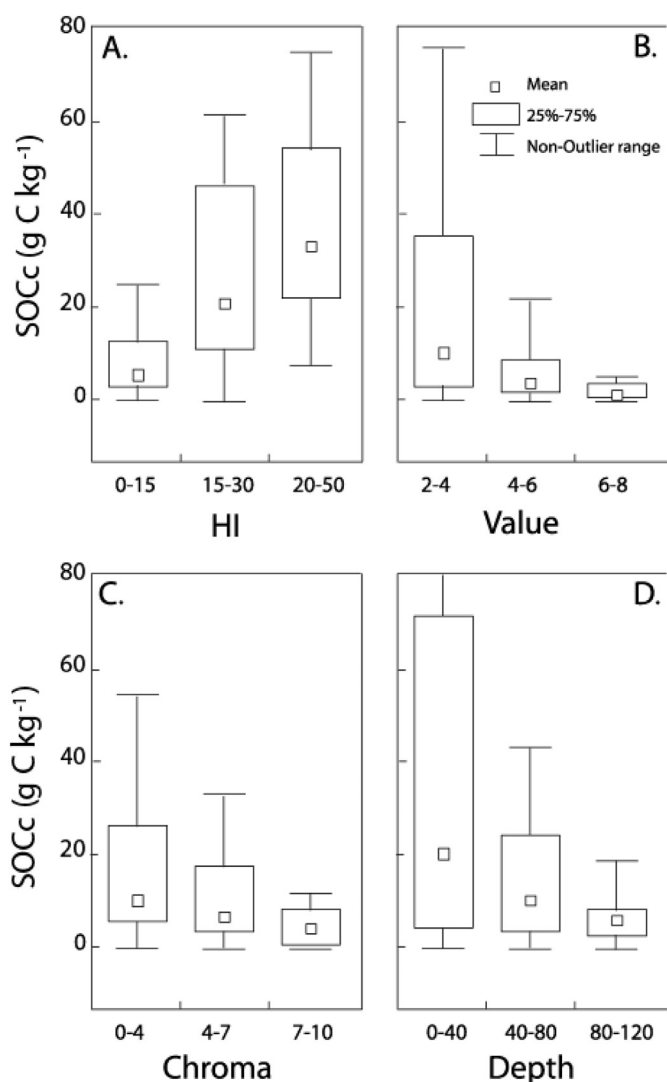 80
A.
B.
Mean
25%-75%
Non-Outlier range
60
40
20
0
SOCc (g C kg⁻¹)
0-15 15-30 20-50
HI
2-4 4-6 6-8
Value
80
C.
D.
60
40
20
0
SOCc (g C kg⁻¹)
0-4 4-7 7-10
Chroma
0-40 40-80 80-120
Depth